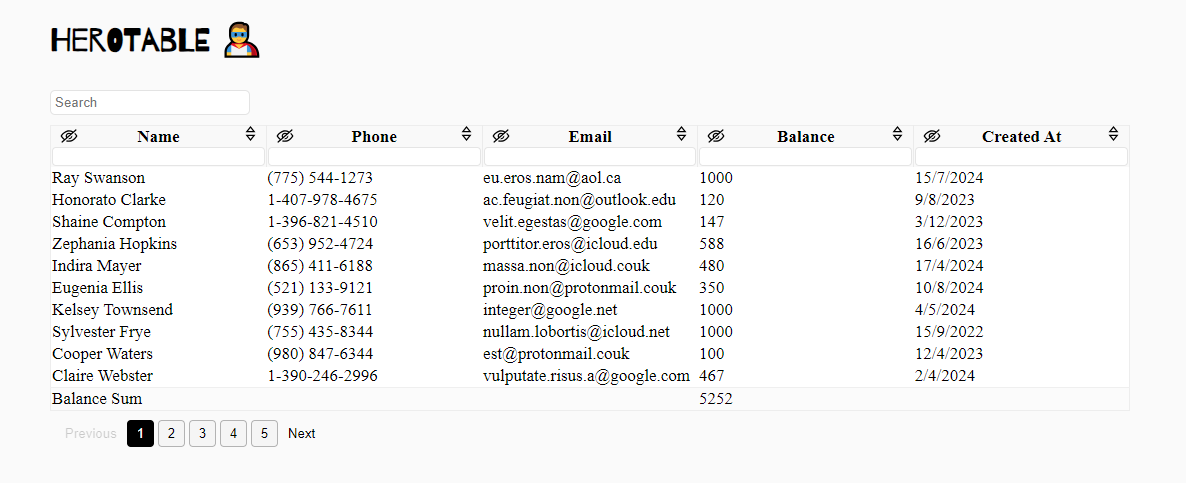 HEROTABLE
Search
Name Phone Email Balance Created At
Ray Swanson (775) 544-1273 eu.eros.nam@aol.ca 1000 15/7/2024
Honorato Clarke 1-407-978-4675 ac.feugiat.non@outlook.edu 120 9/8/2023
Shaine Compton 1-396-821-4510 velit.egestas@google.com 147 3/12/2023
Zephania Hopkins (653) 952-4724 porttitor.eros@icloud.edu 588 16/6/2023
Indira Mayer (865) 411-6188 massa.non@icloud.couk 480 17/4/2024
Eugenia Ellis (521) 133-9121 proin.non@protonmail.couk 350 10/8/2024
Kelsey Townsend (939) 766-7611 integer@google.net 1000 4/5/2024
Sylvester Frye (755) 435-8344 nullam.lobortis@icloud.net 1000 15/9/2022
Cooper Waters (980) 847-6344 est@protonmail.couk 100 12/4/2023
Claire Webster 1-390-246-2996 vulputate.risus.a@google.com 467 2/4/2024
Balance Sum 5252
Previous 1 2 3 4 5 Next